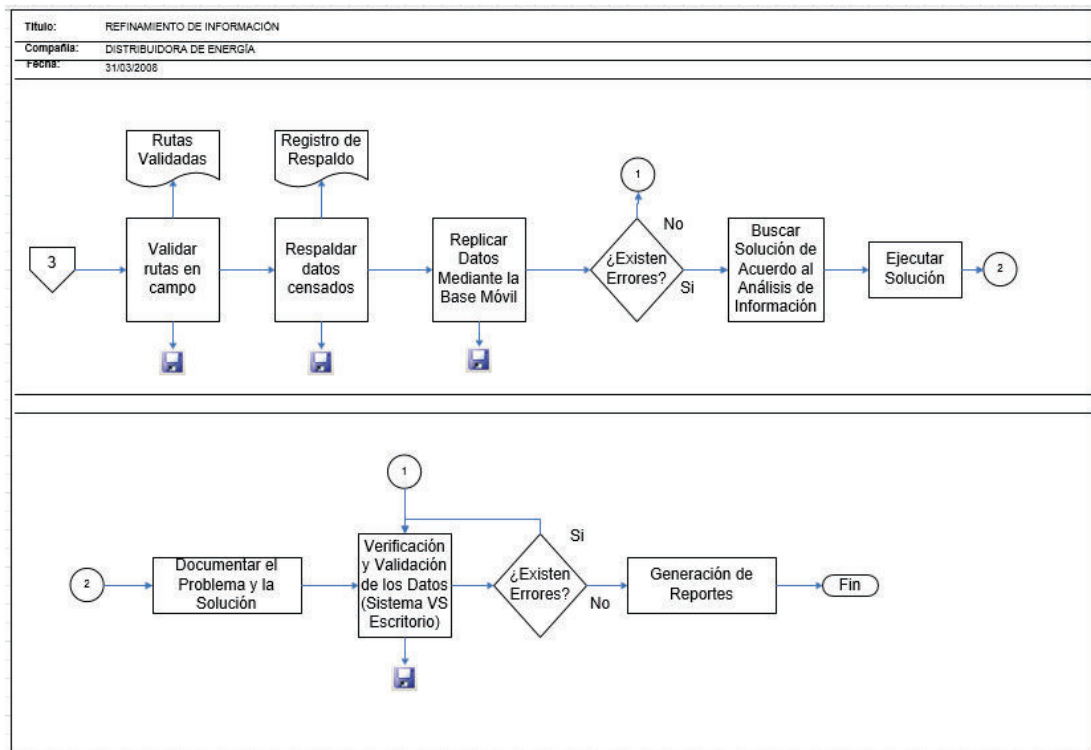 Título: REFINAMIENTO DE INFORMACIÓN
Compañía: DISTRIBUIDORA DE ENERGÍA
Fecha: 31/03/2008
Rutas
Validadas
Registro de
Respaldo
1
3
Validar
rutas en
campo
Respaldar
datos
censados
Replicar
Datos
Mediante la
Base Móvil
¿Existen
Errores?
No
Si
Buscar
Solución de
Acuerdo al
Análisis de
Información
Ejecutar
Solución
2
1
2
Documentar el
Problema y la
Solución
Verificación
y Validación
de los Datos
(Sistema VS
Escritorio)
¿Existen
Errores?
Si
No
Generación de
Reportes
Fin